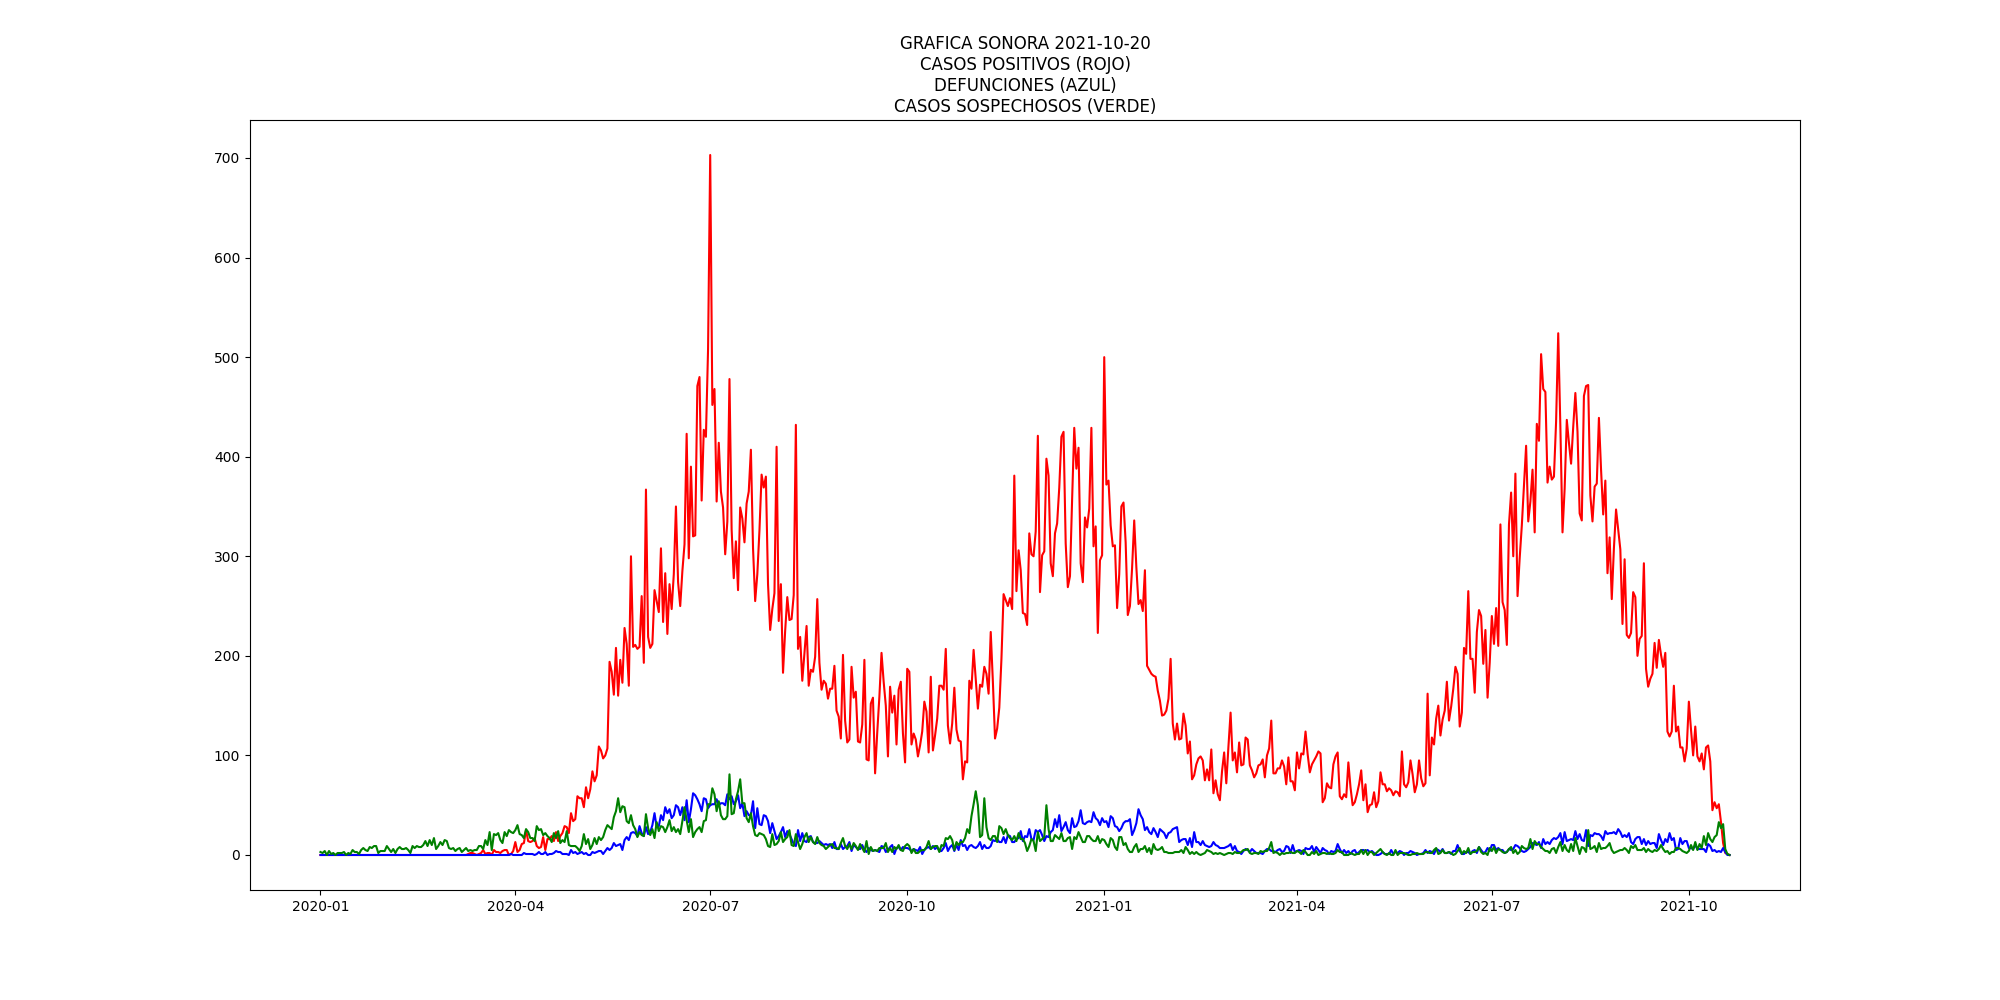 GRAFICA SONORA 2021-10-20
CASOS POSITIVOS (ROJO)
DEFUNCIONES (AZUL)
CASOS SOSPECHOSOS (VERDE)
700
600
500
400
300
200
100
0
2020-01 2020-04 2020-07 2020-10 2021-01 2021-04 2021-07 2021-10